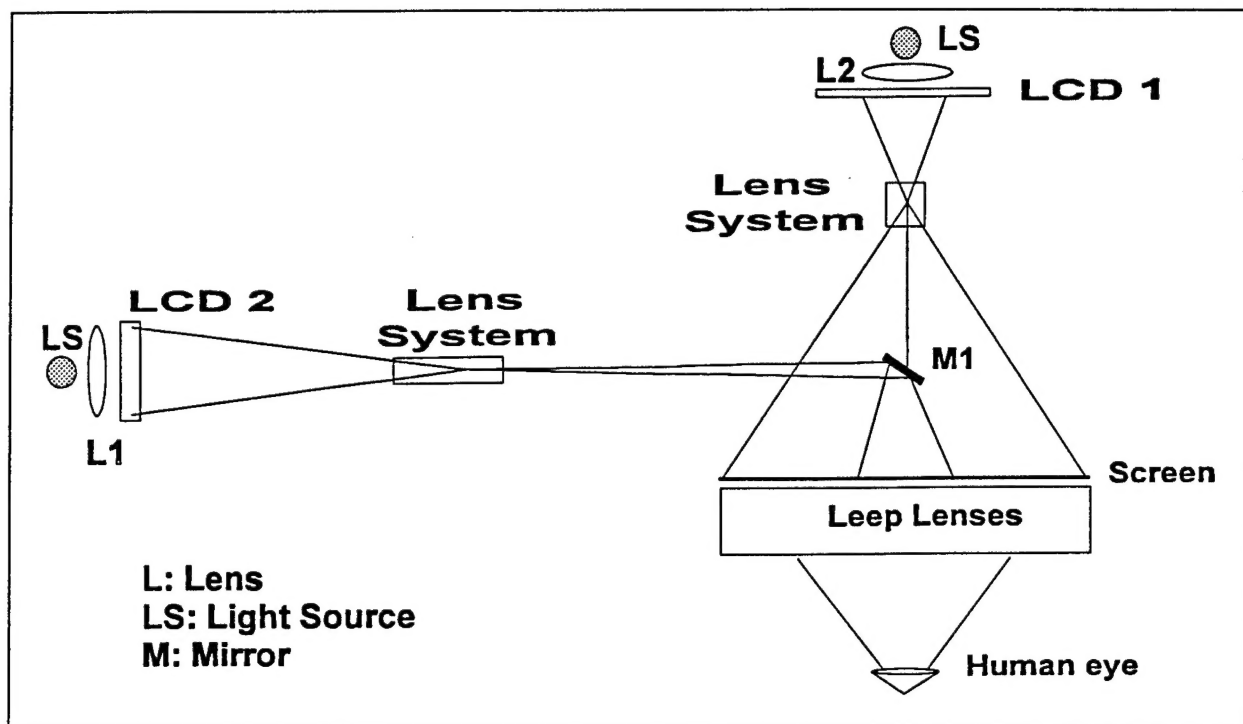 LS
L2
LCD 1
Lens
System
LCD 2
Lens
System
LS
M1
L1
Screen
Leep Lenses
L: Lens
LS: Light Source
M: Mirror
Human eye